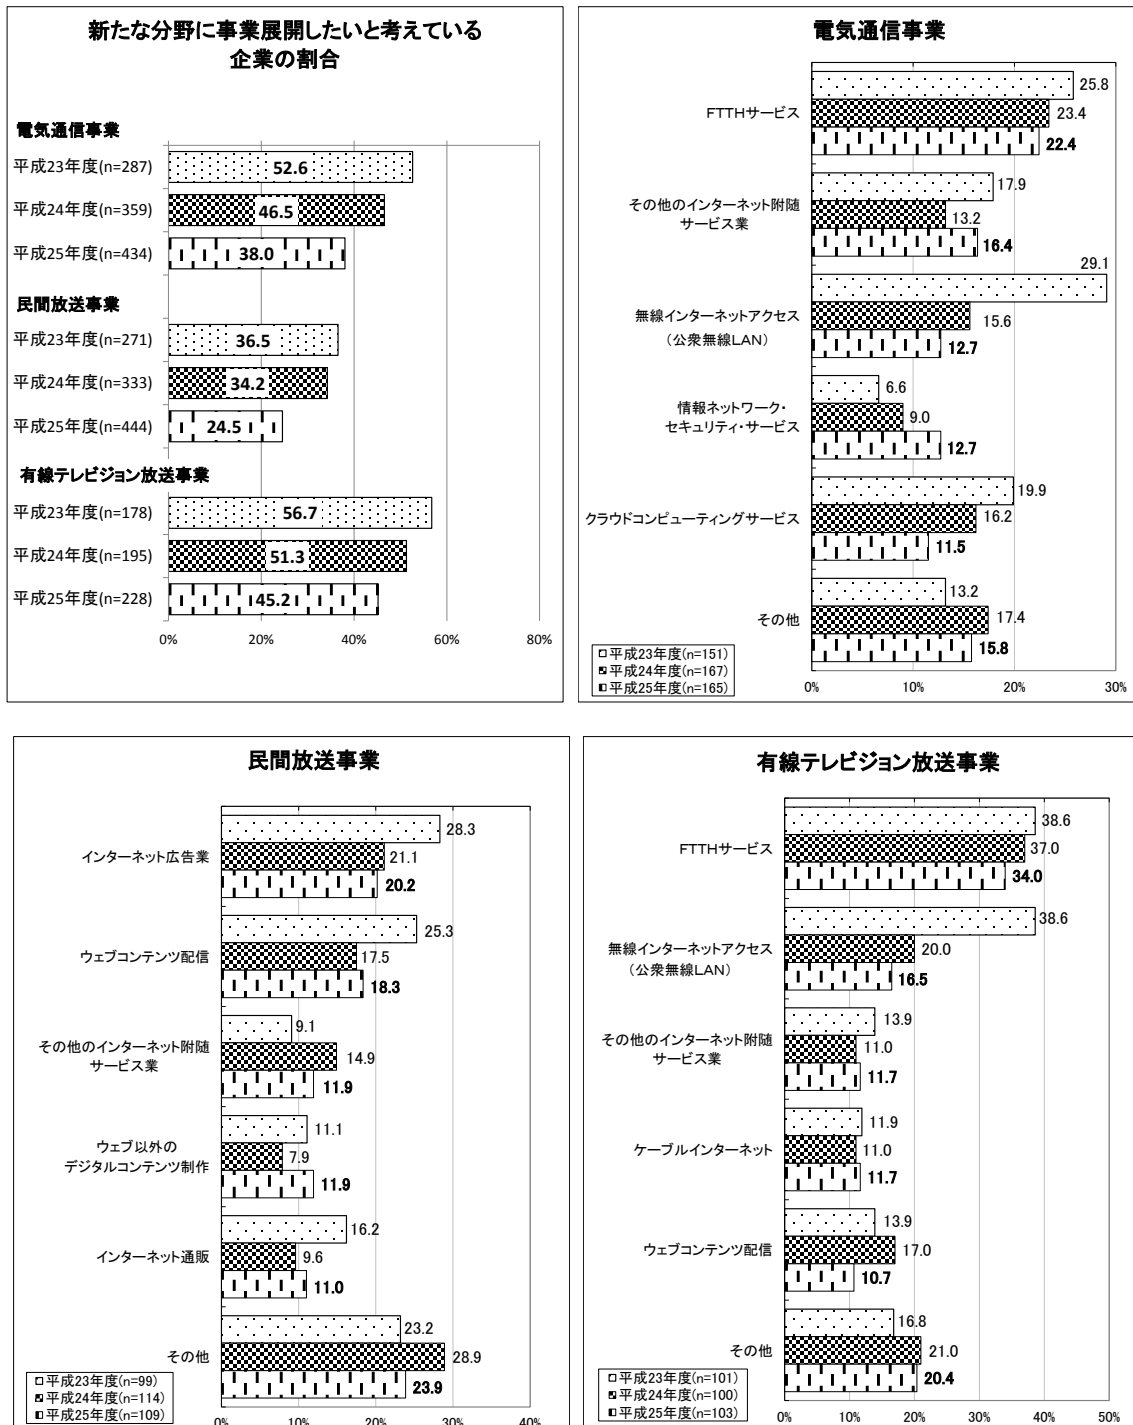 新たな分野に事業展開したいと考えている
企業の割合
電気通信事業
平成23年度(n=287)
52.6
平成24年度(n=359)
46.5
平成25年度(n=434)
38.0
民間放送事業
平成23年度(n=271)
36.5
平成24年度(n=333)
34.2
平成25年度(n=444)
24.5
有線テレビジョン放送事業
平成23年度(n=178)
56.7
平成24年度(n=195)
51.3
平成25年度(n=228)
45.2
0% 20% 40% 60% 80%
電気通信事業
FTTHサービス
25.8
23.4
22.4
その他のインターネット附随
サービス業
17.9
13.2
16.4
無線インターネットアクセス
（公衆無線LAN）
29.1
15.6
12.7
情報ネットワーク・
セキュリティ・サービス
6.6
9.0
12.7
クラウドコンピューティングサービス
19.9
16.2
11.5
その他
13.2
17.4
15.8
平成23年度(n=151)
平成24年度(n=167)
平成25年度(n=165)
0% 10% 20% 30%
民間放送事業
インターネット広告業
28.3
21.1
20.2
ウェブコンテンツ配信
25.3
17.5
18.3
その他のインターネット附随
サービス業
9.1
14.9
11.9
ウェブ以外の
デジタルコンテンツ制作
11.1
7.9
11.9
インターネット通販
16.2
9.6
11.0
その他
23.2
28.9
23.9
平成23年度(n=99)
平成24年度(n=114)
平成25年度(n=109)
0% 10% 20% 30% 40%
有線テレビジョン放送事業
FTTHサービス
38.6
37.0
34.0
無線インターネットアクセス
（公衆無線LAN）
38.6
20.0
16.5
その他のインターネット附随
サービス業
13.9
11.0
11.7
ケーブルインターネット
11.9
11.0
11.7
ウェブコンテンツ配信
13.9
17.0
10.7
その他
16.8
21.0
20.4
平成23年度(n=101)
平成24年度(n=100)
平成25年度(n=103)
0% 10% 20% 30% 40% 50%